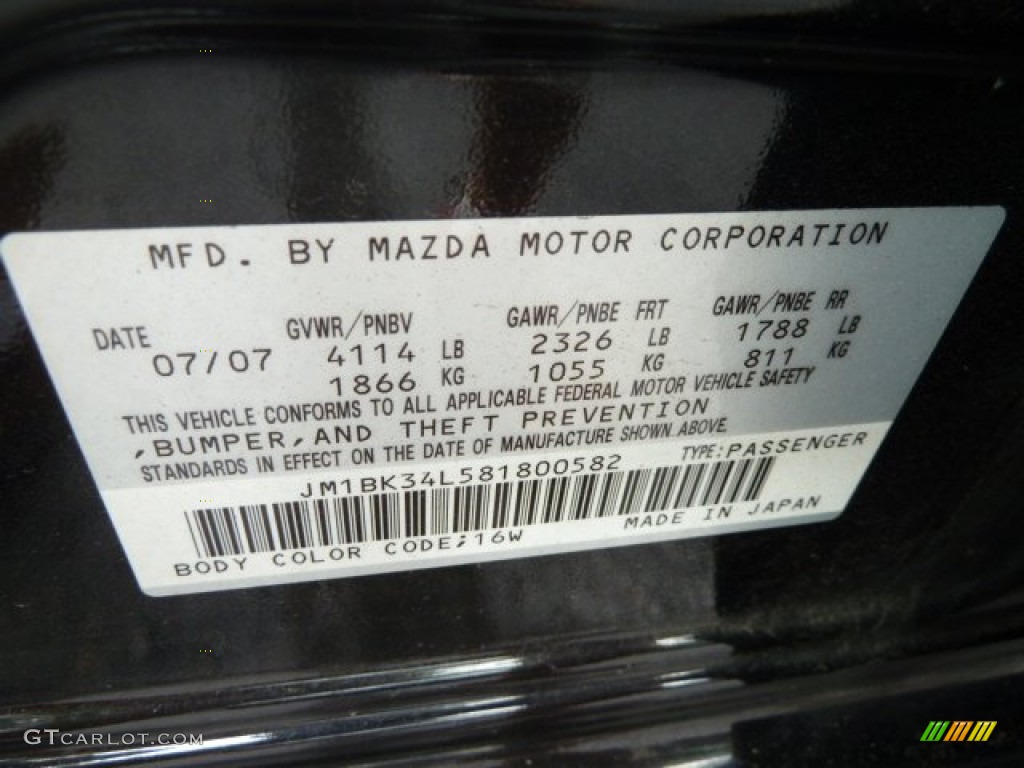 MFD. BY MAZDA MOTOR CORPORATION
DATE GVWR/PNBV GAWR/PNBE FRT GAWR/PNBE RR
07/07 4114 LB 2326 LB 1788 LB
1866 KG 1055 KG 811 KG
THIS VEHICLE CONFORMS TO ALL APPLICABLE FEDERAL MOTOR VEHICLE SAFETY
,BUMPER,AND THEFT PREVENTION
STANDARDS IN EFFECT ON THE DATE OF MANUFACTURE SHOWN ABOVE
JM1BK34L581800582 TYPE:PASSENGER
BODY COLOR CODE;16W MADE IN JAPAN
GTCARLOT.COM